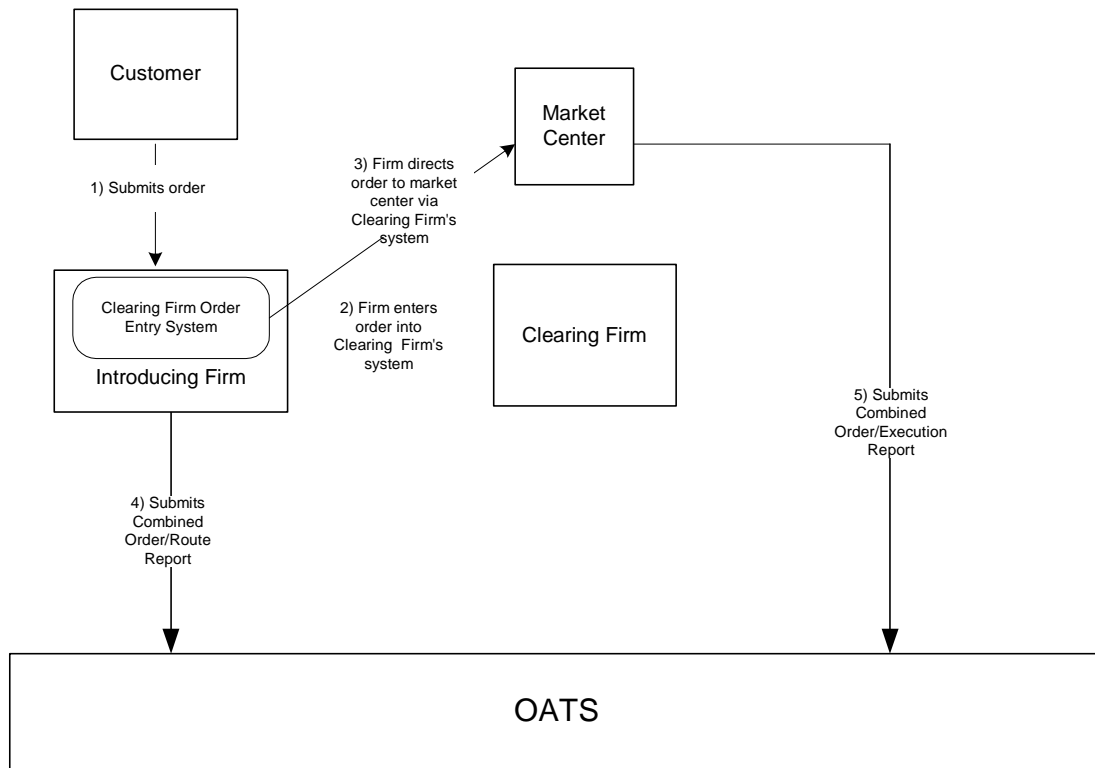 Customer
Market
Center
1) Submits order
3) Firm directs
order to market
center via
Clearing Firm's
system
Clearing Firm Order
Entry System
Introducing Firm
2) Firm enters
order into
Clearing Firm's
system
Clearing Firm
4) Submits
Combined
Order/Route
Report
5) Submits
Combined
Order/Execution
Report
OATS